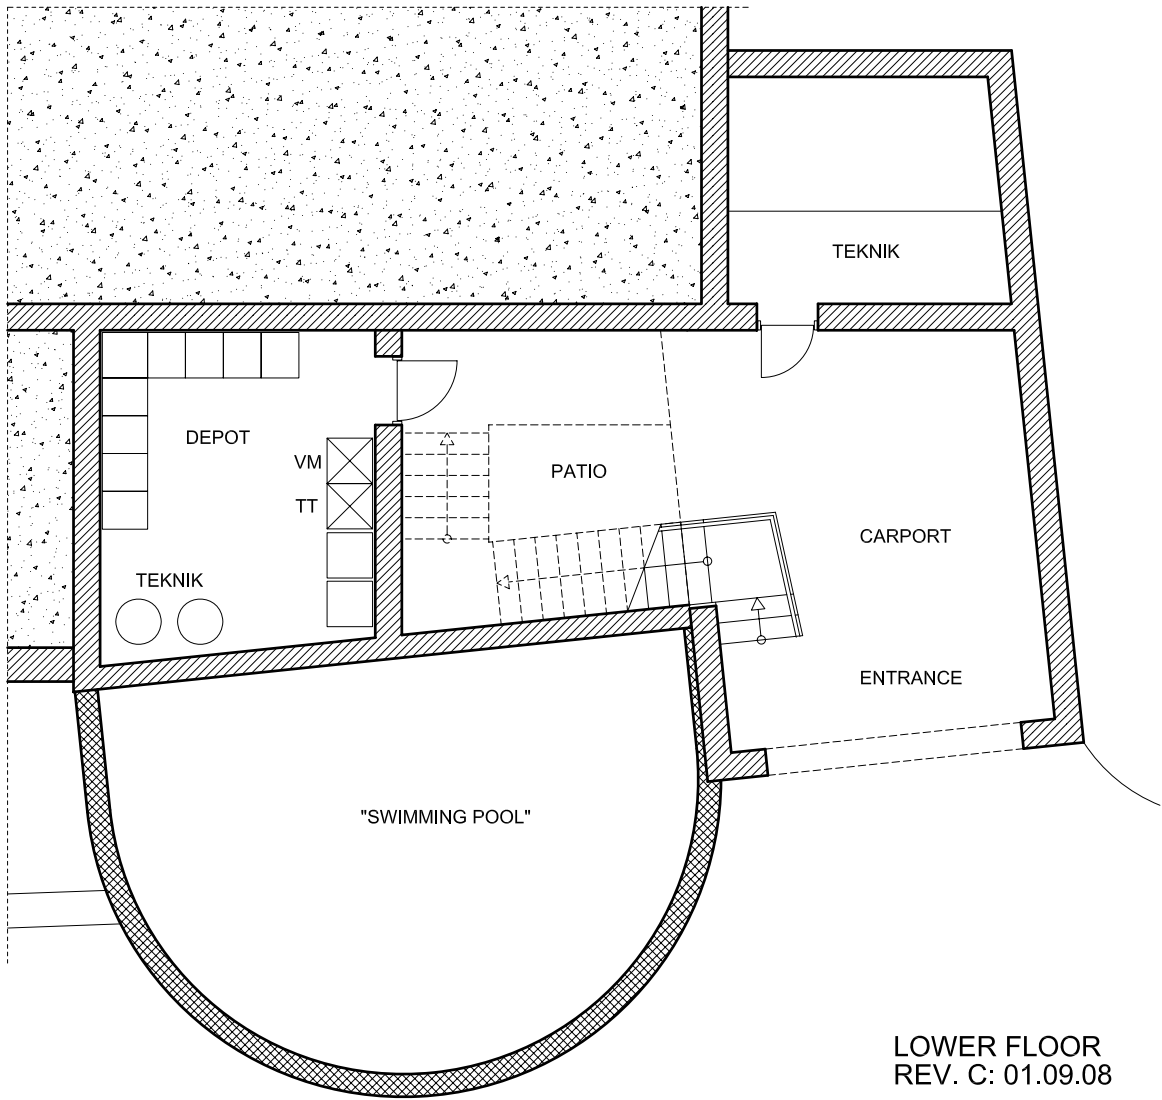 TEKNIK
DEPOT
VM
TT
PATIO
CARPORT
TEKNIK
ENTRANCE
"SWIMMING POOL"
LOWER FLOOR
REV. C: 01.09.08